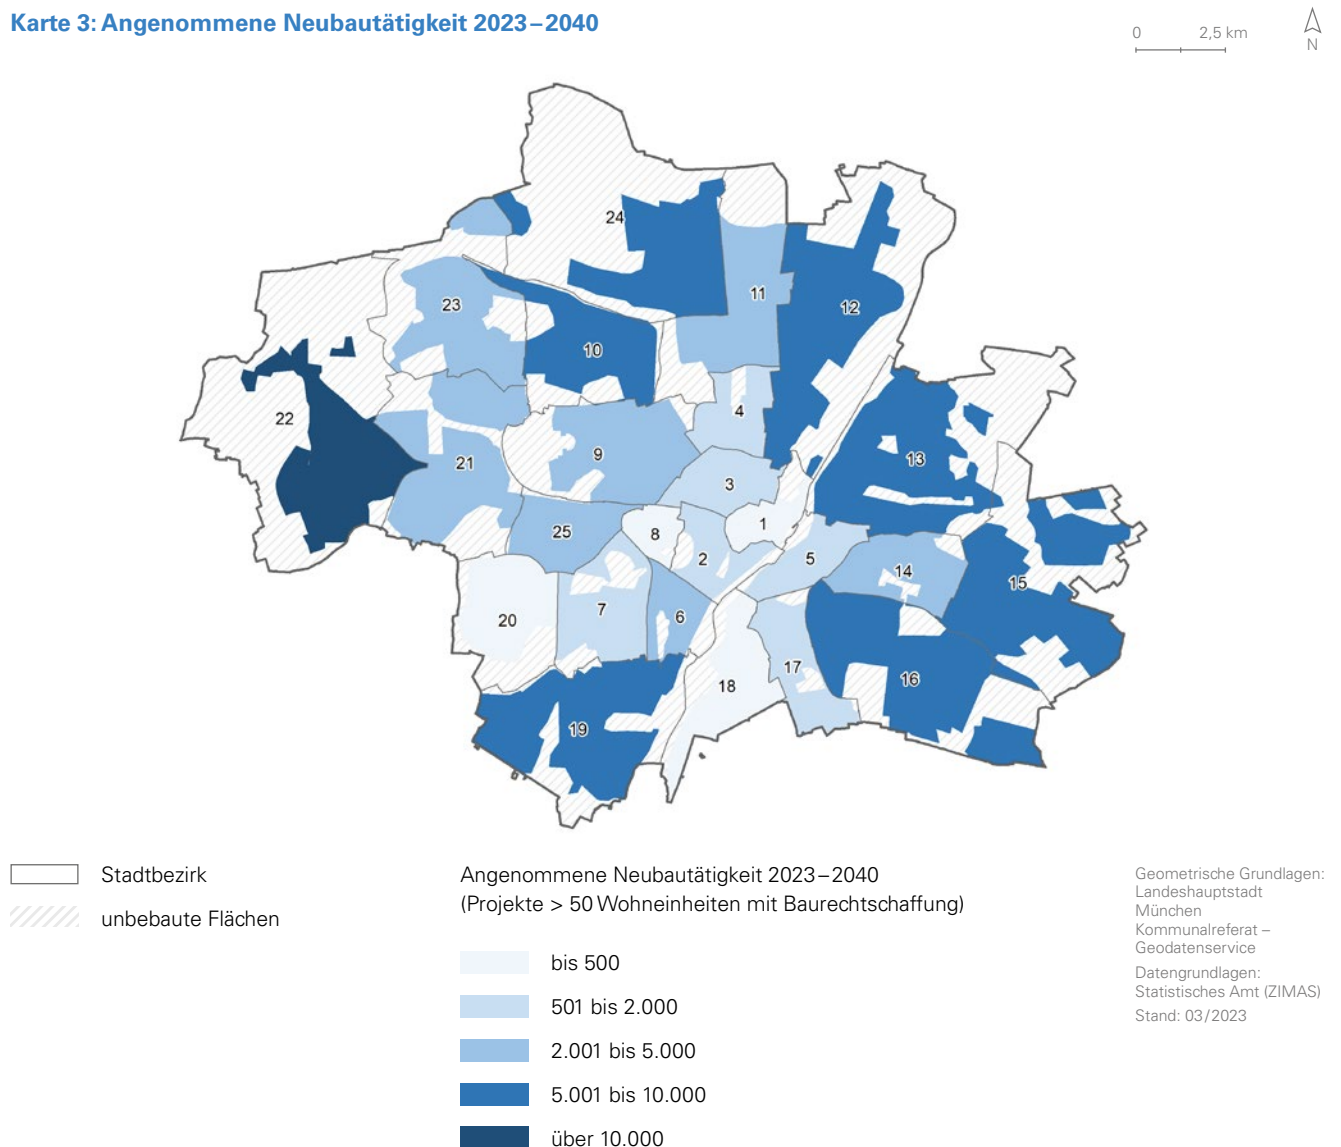 Karte 3: Angenommene Neubautätigkeit 2023–2040
0 2,5 km
N
24
11
12
23
10
22
4
9
21
13
3
1
8
25
2
5
14
15
7
6
20
17
18
16
19
Stadtbezirk
unbebaute Flächen
Angenommene Neubautätigkeit 2023–2040
(Projekte > 50 Wohneinheiten mit Baurechtschaffung)
bis 500
501 bis 2.000
2.001 bis 5.000
5.001 bis 10.000
über 10.000
Geometrische Grundlagen:
Landeshauptstadt
München
Kommunalreferat –
Geodatenservice
Datengrundlagen:
Statistisches Amt (ZIMAS)
Stand: 03/2023